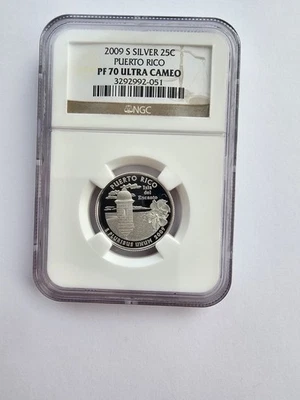 2009 S SILVER 25C
PUERTO RICO
PF 70 ULTRA CAMEO
3292992-051
NGC
PUERTO RICO
Isla
del
Encanto
E PLURIBUS UNUM 2009